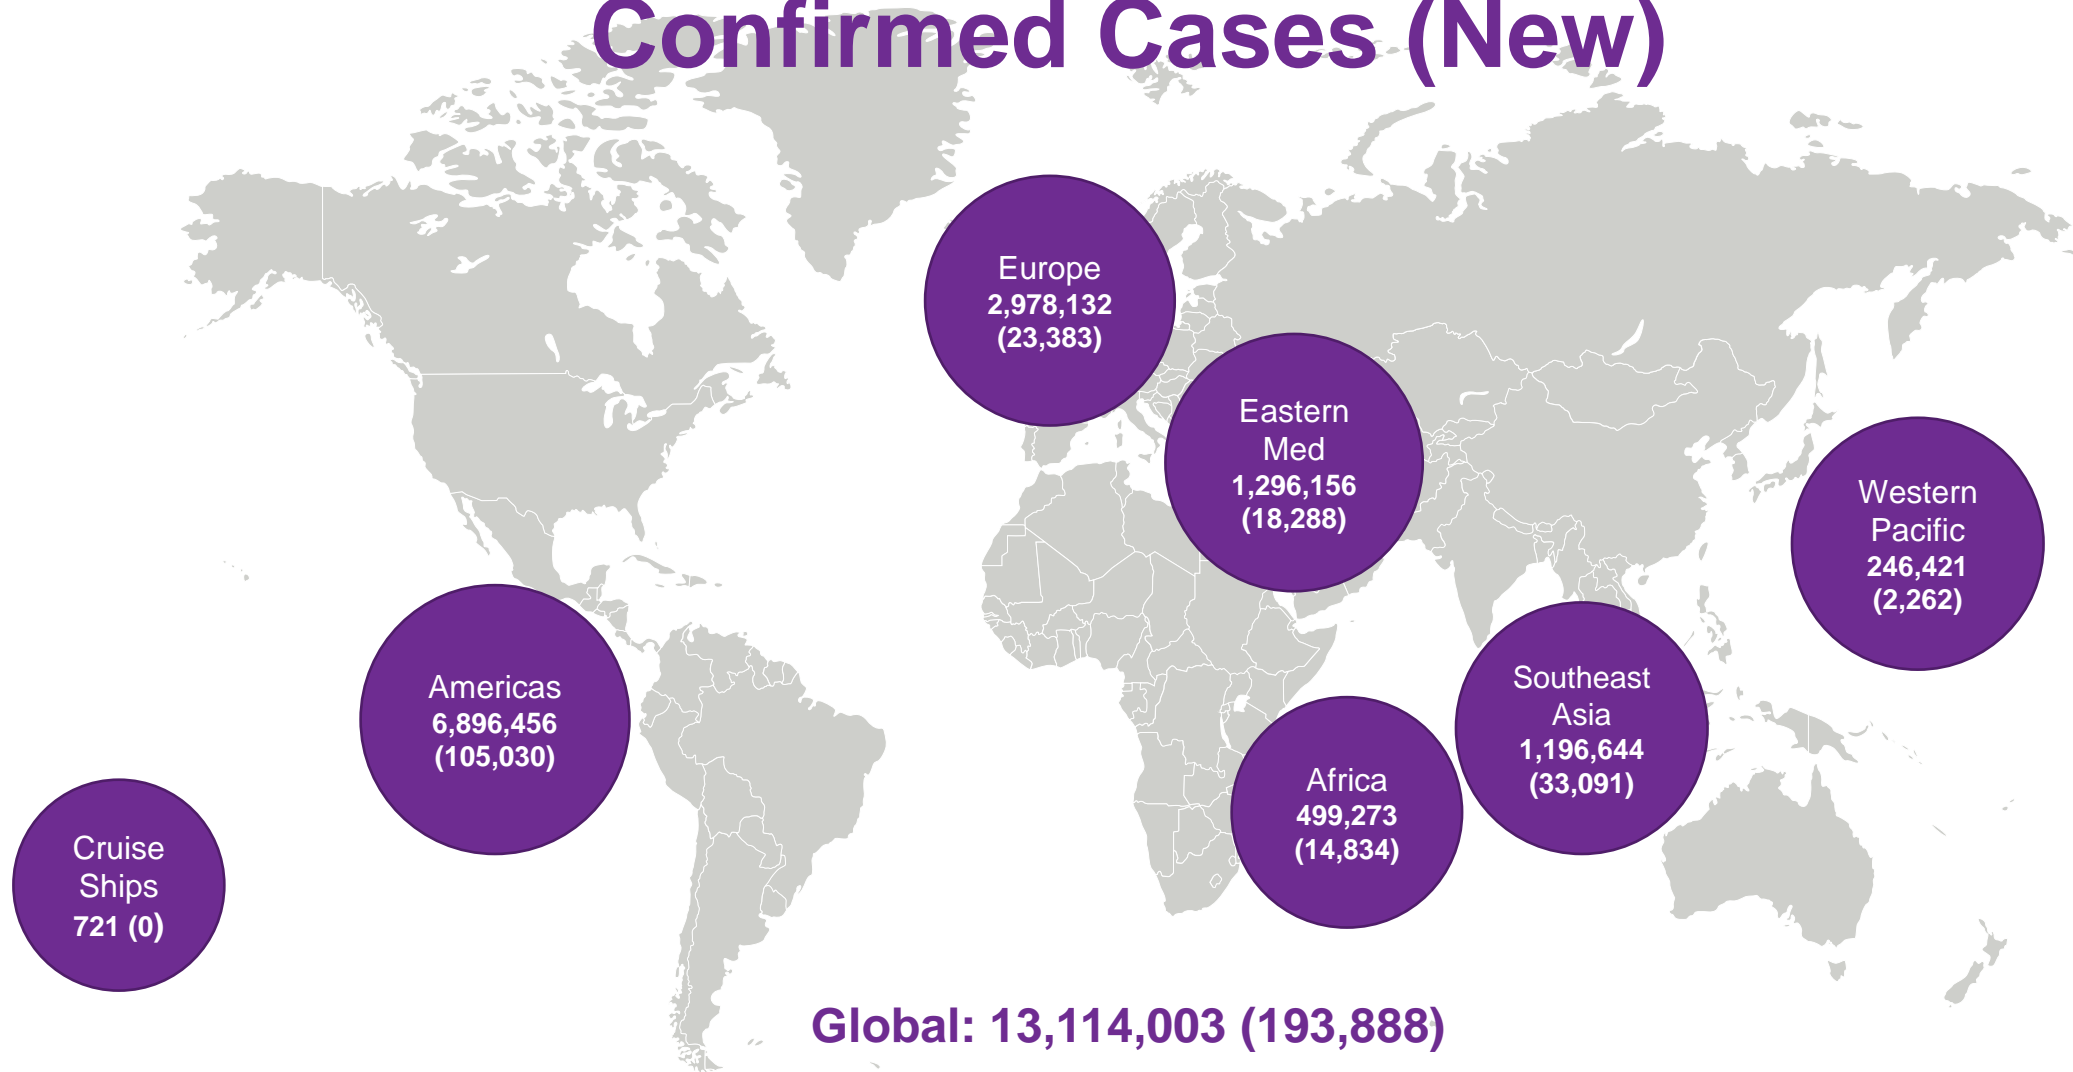 Confirmed Cases (New)
Europe
2,978,132
(23,383)
Eastern
Med
1,296,156
(18,288)
Western
Pacific
246,421
(2,262)
Americas
6,896,456
(105,030)
Southeast
Asia
1,196,644
(33,091)
Africa
499,273
(14,834)
Cruise
Ships
721 (0)
Global: 13,114,003 (193,888)